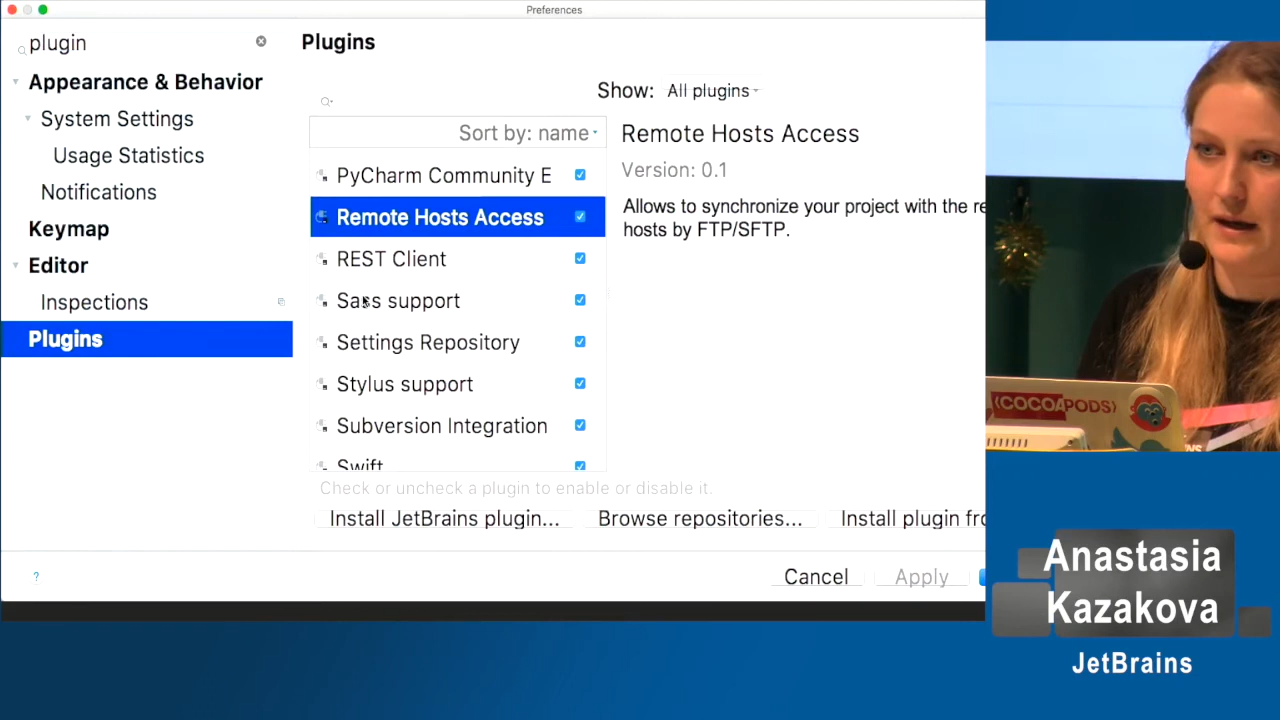 Preferences
plugin
Appearance & Behavior
System Settings
Usage Statistics
Notifications
Keymap
Editor
Inspections
Plugins
?
Plugins
Show: All plugins
Sort by: name
PyCharm Community E
Remote Hosts Access
REST Client
Sass support
Settings Repository
Stylus support
Subversion Integration
Swift
Remote Hosts Access
Version: 0.1
Allows to synchronize your project with the re
hosts by FTP/SFTP.
Check or uncheck a plugin to enable or disable it.
Install JetBrains plugin...
Browse repositories...
Install plugin fro
Cancel
Apply
{COCOAPODS}
Anastasia
Kazakova
JetBrains